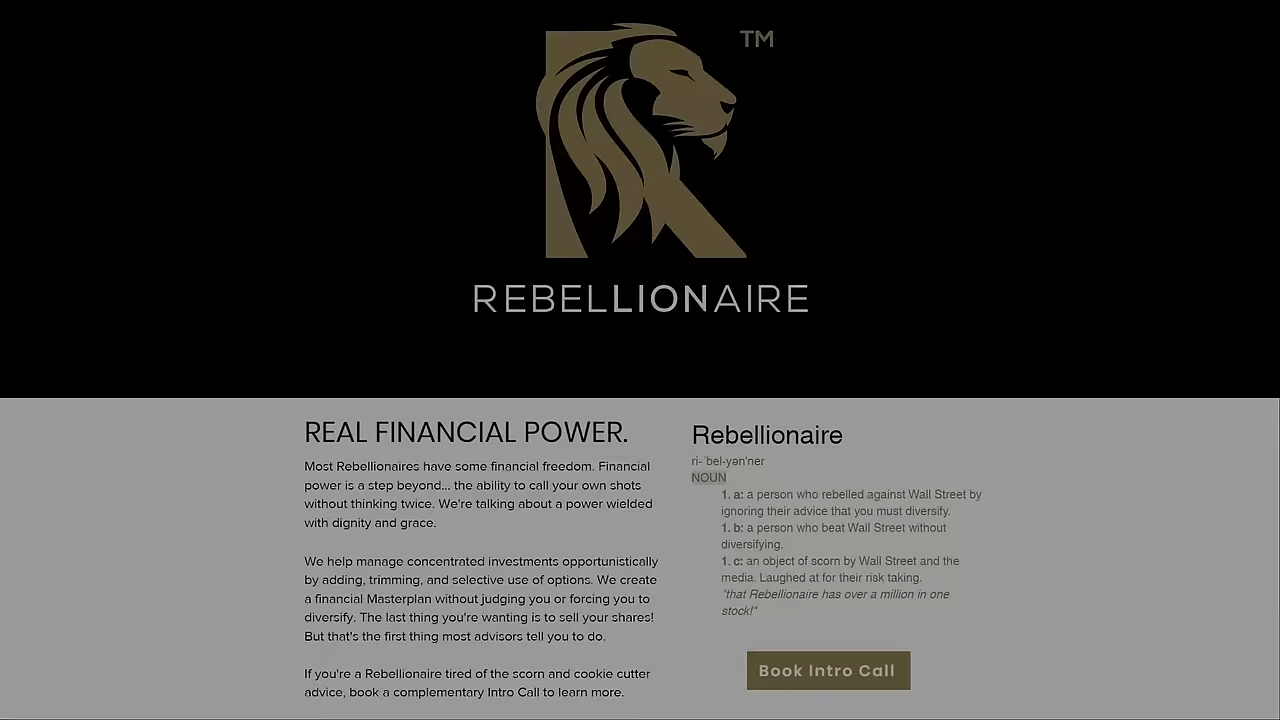 TM
REBELLIONAIRE
REAL FINANCIAL POWER.
Most Rebellionaires have some financial freedom. Financial
power is a step beyond... the ability to call your own shots
without thinking twice. We're talking about a power wielded
with dignity and grace.
We help manage concentrated investments opportunistically
by adding, trimming, and selective use of options. We create
a financial Masterplan without judging you or forcing you to
diversify. The last thing you're wanting is to sell your shares!
But that's the first thing most advisors tell you to do.
If you're a Rebellionaire tired of the scorn and cookie cutter
advice, book a complementary Intro Call to learn more.
Rebellionaire
ri-ˈbel-yən'ner
NOUN
1. a: a person who rebelled against Wall Street by
ignoring their advice that you must diversify.
1. b: a person who beat Wall Street without
diversifying.
1. c: an object of scorn by Wall Street and the
media. Laughed at for their risk taking.
"that Rebellionaire has over a million in one
stock!"
Book Intro Call